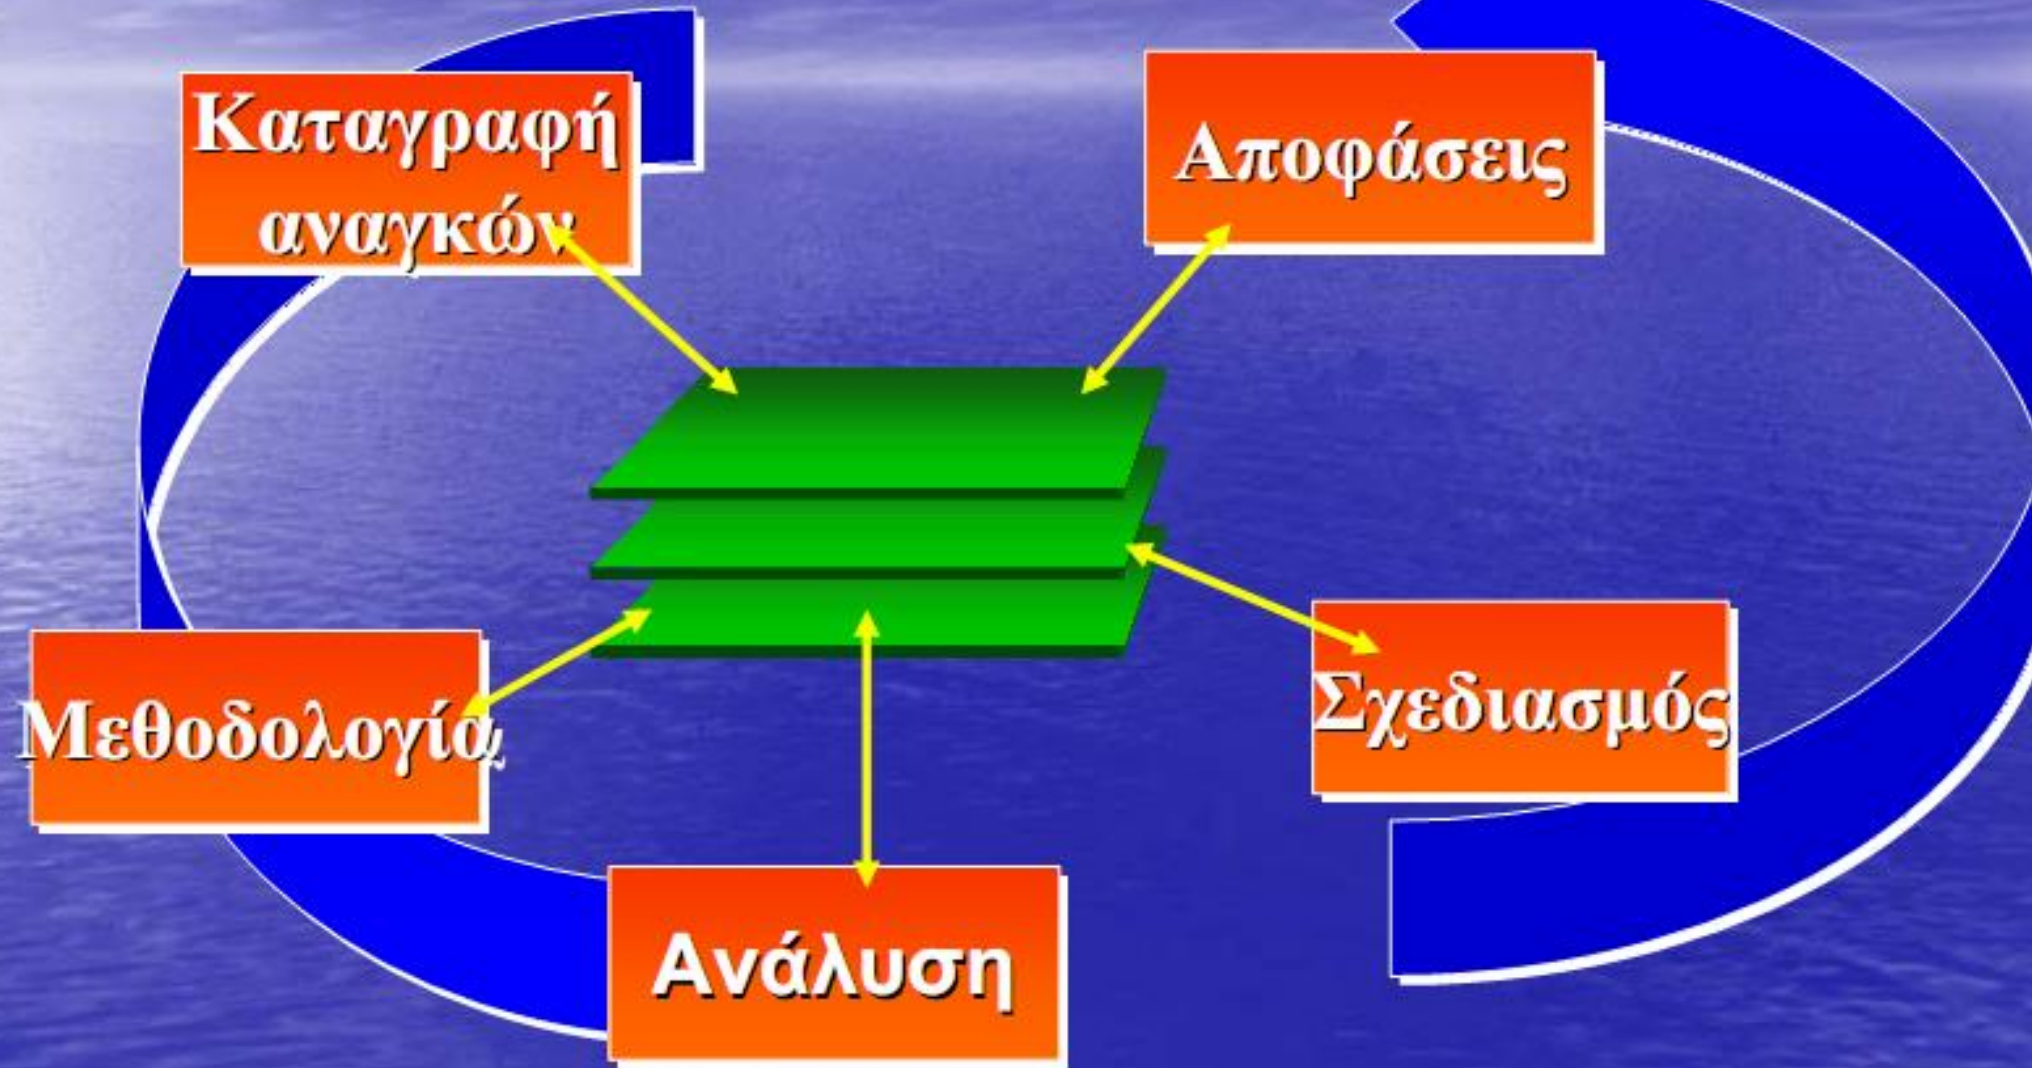 Καταγραφή
αναγκών
Αποφάσεις
Μεθοδολογία
Σχεδιασμός
Ανάλυση